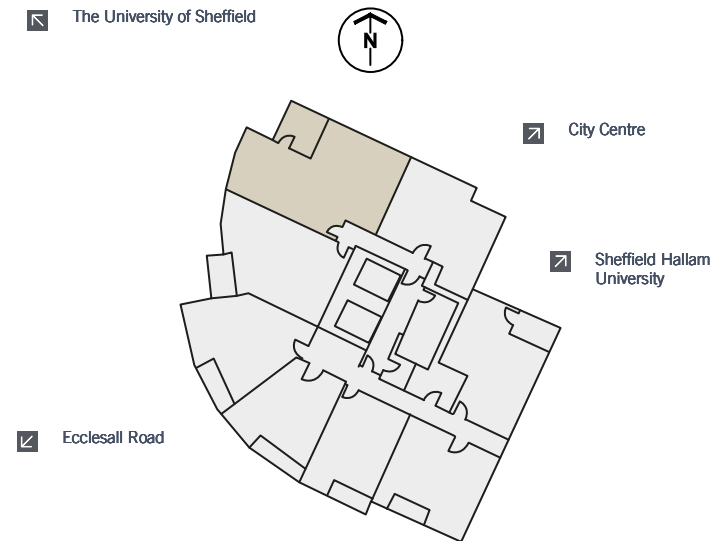 The University of Sheffield
N
City Centre
Sheffield Hallam
University
Ecclesall Road